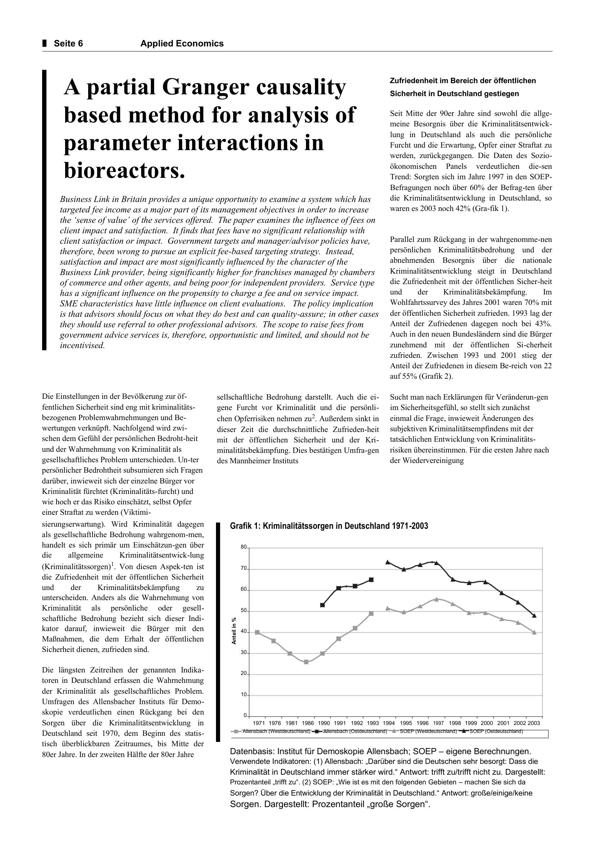 Seite 6 Applied Economics
A partial Granger causality
based method for analysis of
parameter interactions in
bioreactors.
Business Link in Britain provides a unique opportunity to examine a system which has
targeted fee income as a major part of its management objectives in order to increase
the ‘sense of value’ of the services offered. The paper examines the influence of fees on
client impact and satisfaction. It finds that fees have no significant relationship with
client satisfaction or impact. Government targets and manager/advisor policies have,
therefore, been wrong to pursue an explicit fee-based targeting strategy. Instead,
satisfaction and impact are most significantly influenced by the character of the
Business Link provider, being significantly higher for franchises managed by chambers
of commerce and other agents, and being poor for independent providers. Service type
has a significant influence on the propensity to charge a fee and on service impact.
SME characteristics have little influence on client evaluations. The policy implication
is that advisors should focus on what they do best and can quality-assure; in other cases
they should use referral to other professional advisors. The scope to raise fees from
government advice services is, therefore, opportunistic and limited, and should not be
incentivised.
Zufriedenheit im Bereich der öffentlichen
Sicherheit in Deutschland gestiegen
Seit Mitte der 90er Jahre sind sowohl die allge-
meine Besorgnis über die Kriminalitätsentwick-
lung in Deutschland als auch die persönliche
Furcht und die Erwartung, Opfer einer Straftat zu
werden, zurückgegangen. Die Daten des Sozio-
ökonomischen Panels verdeutlichen die-sen
Trend: Sorgten sich im Jahre 1997 in den SOEP-
Befragungen noch über 60% der Befrag-ten über
die Kriminalitätsentwicklung in Deutschland, so
waren es 2003 noch 42% (Gra-fik 1).
Parallel zum Rückgang in der wahrgenomme-nen
persönlichen Kriminalitätsbedrohung und der
abnehmenden Besorgnis über die nationale
Kriminalitätsentwicklung steigt in Deutschland
die Zufriedenheit mit der öffentlichen Sicher-heit
und der Kriminalitätsbekämpfung. Im
Wohlfahrtssurvey des Jahres 2001 waren 70% mit
der öffentlichen Sicherheit zufrieden. 1993 lag der
Anteil der Zufriedenen dagegen noch bei 43%.
Auch in den neuen Bundesländern sind die Bürger
zunehmend mit der öffentlichen Si-cherheit
zufrieden. Zwischen 1993 und 2001 stieg der
Anteil der Zufriedenen in diesem Be-reich von 22
auf 55% (Grafik 2).
Die Einstellungen in der Bevölkerung zur öf-
fentlichen Sicherheit sind eng mit kriminalitäts-
bezogenen Problemwahrnehmungen und Be-
wertungen verknüpft. Nachfolgend wird zwi-
schen dem Gefühl der persönlichen Bedroht-heit
und der Wahrnehmung von Kriminalität als
gesellschaftliches Problem unterschieden. Un-ter
persönlicher Bedrohtheit subsumieren sich Fragen
darüber, inwieweit sich der einzelne Bürger vor
Kriminalität fürchtet (Kriminalitäts-furcht) und
wie hoch er das Risiko einschätzt, selbst Opfer
einer Straftat zu werden (Viktimi-
sierungserwartung). Wird Kriminalität dagegen
als gesellschaftliche Bedrohung wahrgenom-men,
handelt es sich primär um Einschätzun-gen über
die allgemeine Kriminalitätsentwick-lung
(Kriminalitätssorgen)1. Von diesen Aspek-ten ist
die Zufriedenheit mit der öffentlichen Sicherheit
und der Kriminalitätsbekämpfung zu
unterscheiden. Anders als die Wahrnehmung von
Kriminalität als persönliche oder gesell-
schaftliche Bedrohung bezieht sich dieser Indi-
kator darauf, inwieweit die Bürger mit den
Maßnahmen, die dem Erhalt der öffentlichen
Sicherheit dienen, zufrieden sind.
Die längsten Zeitreihen der genannten Indika-
toren in Deutschland erfassen die Wahrnehmung
der Kriminalität als gesellschaftliches Problem.
Umfragen des Allensbacher Instituts für Demo-
skopie verdeutlichen einen Rückgang bei den
Sorgen über die Kriminalitätsentwicklung in
Deutschland seit 1970, dem Beginn des statis-
tisch überblickbaren Zeitraumes, bis Mitte der
80er Jahre. In der zweiten Hälfte der 80er Jahre
sellschaftliche Bedrohung darstellt. Auch die ei-
gene Furcht vor Kriminalität und die persönli-
chen Opferrisiken nehmen zu2. Außerdem sinkt in
dieser Zeit die durchschnittliche Zufrieden-heit
mit der öffentlichen Sicherheit und der Kri-
minalitätsbekämpfung. Dies bestätigen Umfra-gen
des Mannheimer Instituts
Sucht man nach Erklärungen für Veränderun-gen
im Sicherheitsgefühl, so stellt sich zunächst
einmal die Frage, inwieweit Änderungen des
subjektiven Kriminalitätsempfindens mit der
tatsächlichen Entwicklung von Kriminalitäts-
risiken übereinstimmen. Für die ersten Jahre nach
der Wiedervereinigung
Grafik 1: Kriminalitätssorgen in Deutschland 1971-2003
Anteil in %
80
70
60
50
40
30
20
10
0
1971 1976 1981 1986 1990 1991 1992 1993 1994 1995 1996 1997 1998 1999 2000 2001 2002 2003
Allensbach (Westdeutschland) Allensbach (Ostdeutschland) SOEP (Westdeutschland) SOEP (Ostdeutschland)
Datenbasis: Institut für Demoskopie Allensbach; SOEP – eigene Berechnungen.
Verwendete Indikatoren: (1) Allensbach: „Darüber sind die Deutschen sehr besorgt: Dass die
Kriminalität in Deutschland immer stärker wird.“ Antwort: trifft zu/trifft nicht zu. Dargestellt:
Prozentanteil „trifft zu“. (2) SOEP: „Wie ist es mit den folgenden Gebieten – machen Sie sich da
Sorgen? Über die Entwicklung der Kriminalität in Deutschland.“ Antwort: große/einige/keine
Sorgen. Dargestellt: Prozentanteil „große Sorgen“.